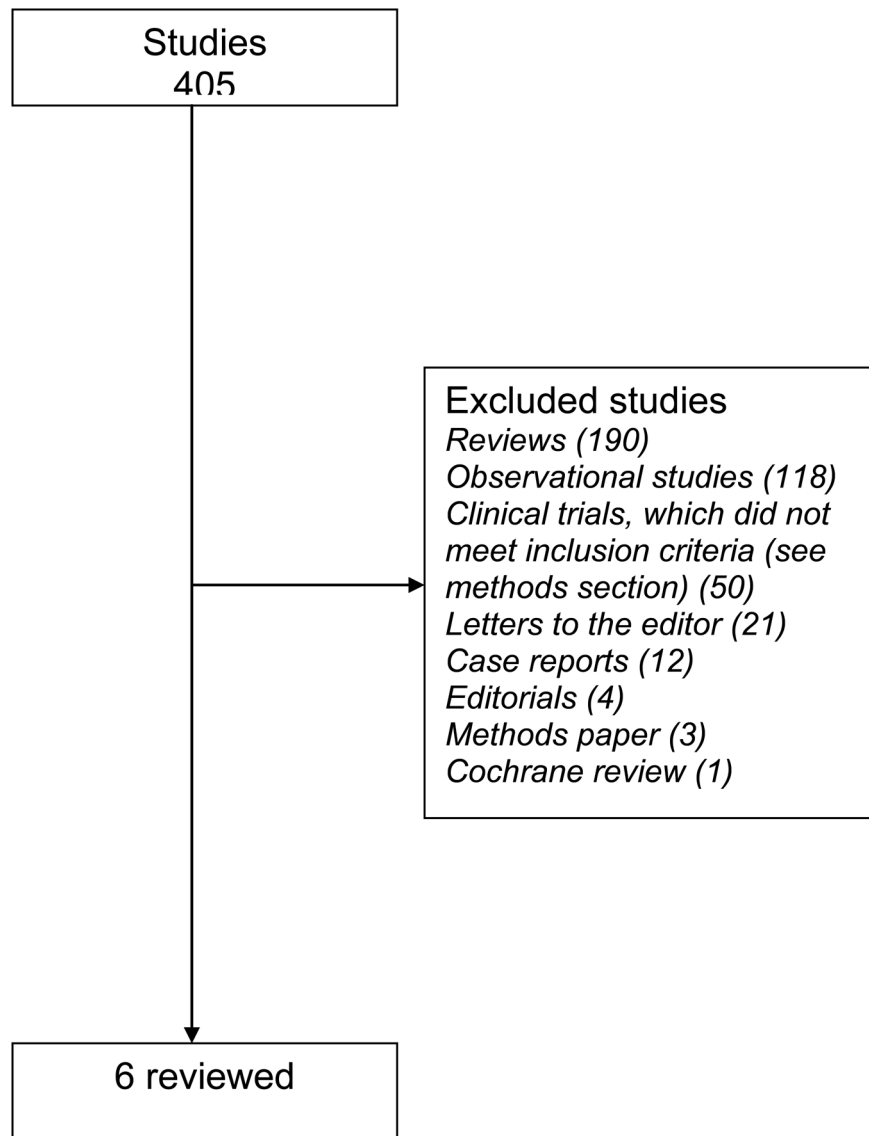 Studies
405
Excluded studies
Reviews (190)
Observational studies (118)
Clinical trials, which did not
meet inclusion criteria (see
methods section) (50)
Letters to the editor (21)
Case reports (12)
Editorials (4)
Methods paper (3)
Cochrane review (1)
6 reviewed